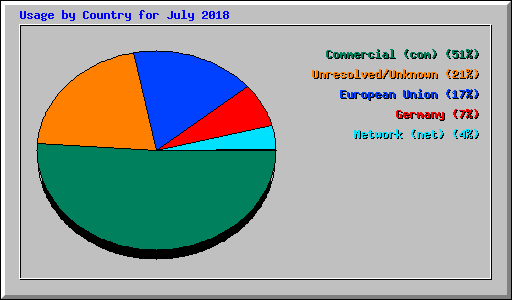 Usage by Country for July 2018
Commercial (com) (51%)
Unresolved/Unknown (21%)
European Union (17%)
Germany (7%)
Network (net) (4%)